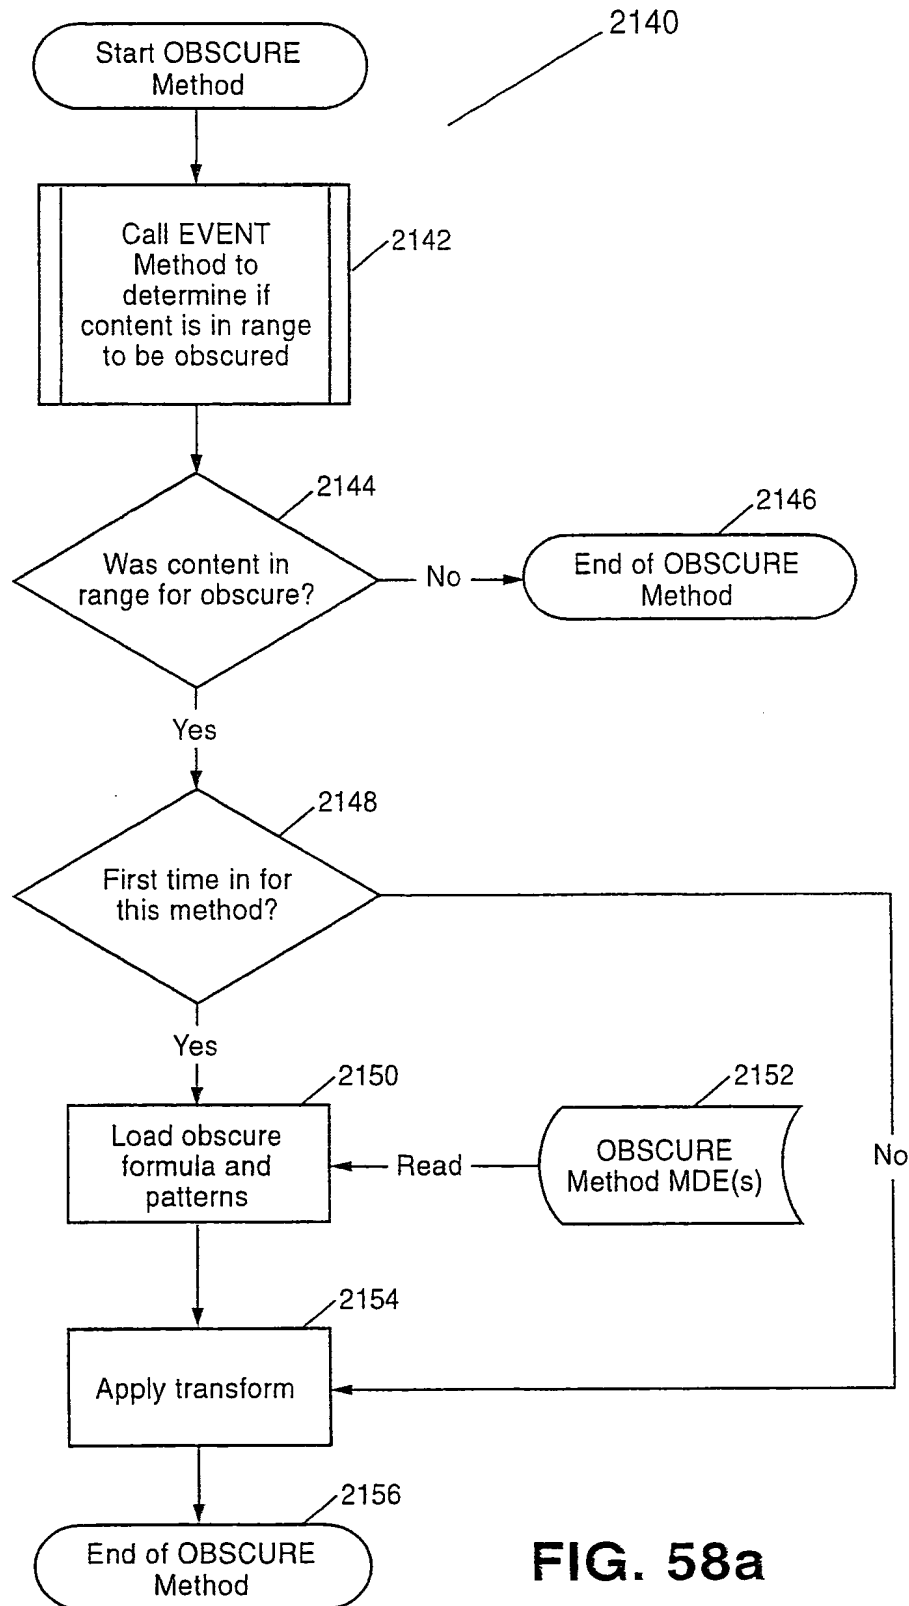 2140
Start OBSCURE
Method
Call EVENT
Method to
determine if
content is in range
to be obscured
2142
2144
Was content in
range for obscure?
No
2146
End of OBSCURE
Method
Yes
2148
First time in for
this method?
Yes
No
2150
Load obscure
formula and
patterns
Read
2152
OBSCURE
Method MDE(s)
2154
Apply transform
2156
End of OBSCURE
Method
FIG. 58a